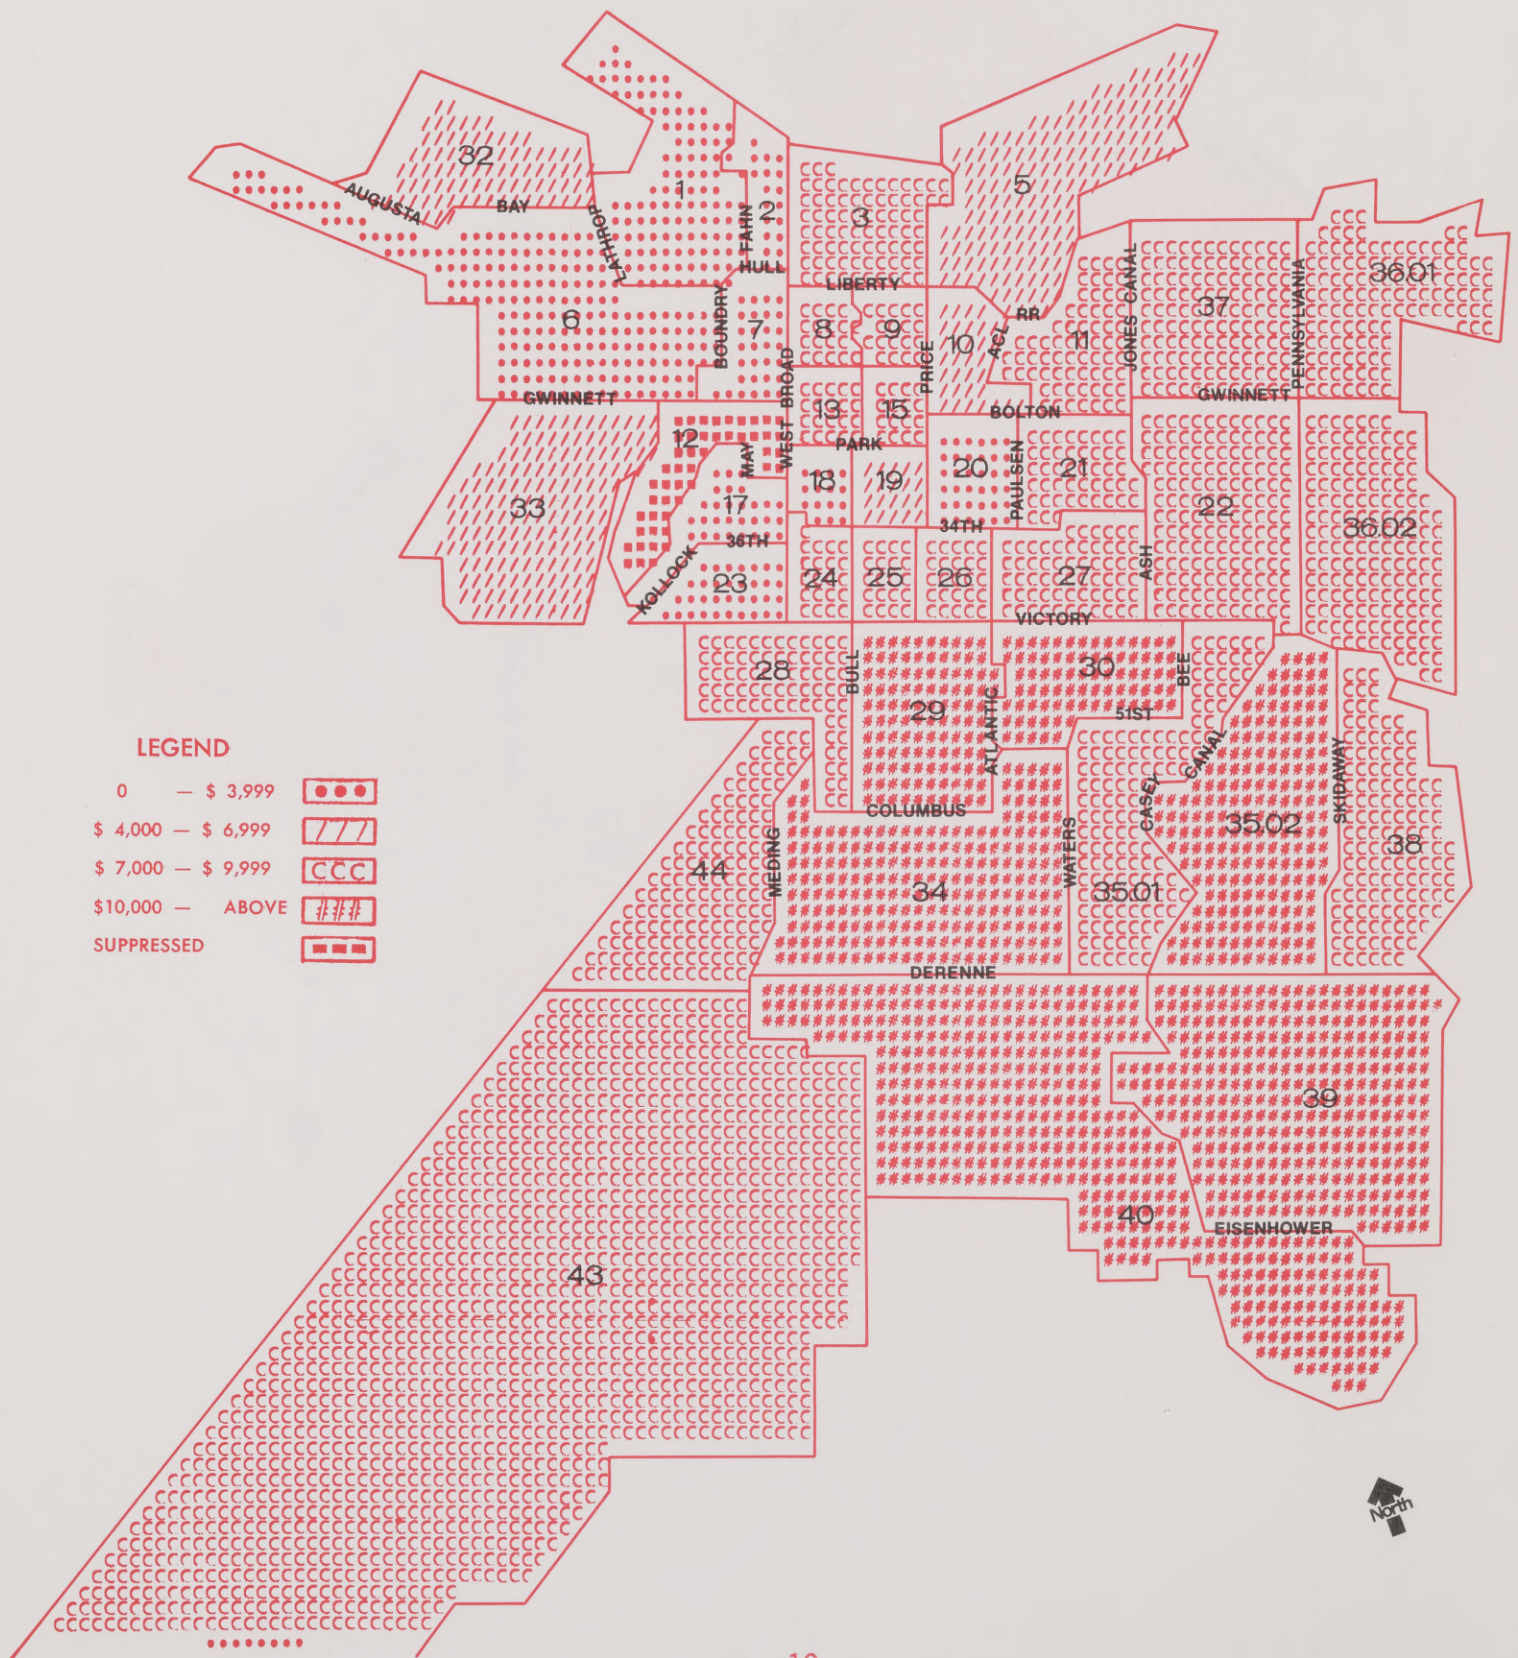 32
AUGUSTA
BAY
LATHROP
1
2
FAHN
HULL
3
LIBERTY
5
36.01
37
JONES CANAL
PENNSYLVANIA
6
BOUNDRY
7
8
9
10
ACL
RR
11
PRICE
WEST BROAD
GWINNETT
GWINNETT
13
15
BOLTON
12
MAY
PARK
18
19
20
PAULSEN
21
22
36.02
33
17
36TH
34TH
KOLLOCK
23
24
25
26
27
ASH
VICTORY
28
BULL
29
ATLANTIC
30
BEE
51ST
CASEY CANAL
SKIDAWAY
35.02
38
COLUMBUS
44
MEDING
34
WATERS
35.01
DERENNE
39
40
EISENHOWER
43
LEGEND
0 — $ 3,999
$ 4,000 — $ 6,999
$ 7,000 — $ 9,999
CCC
$10,000 — ABOVE
###
SUPPRESSED
North